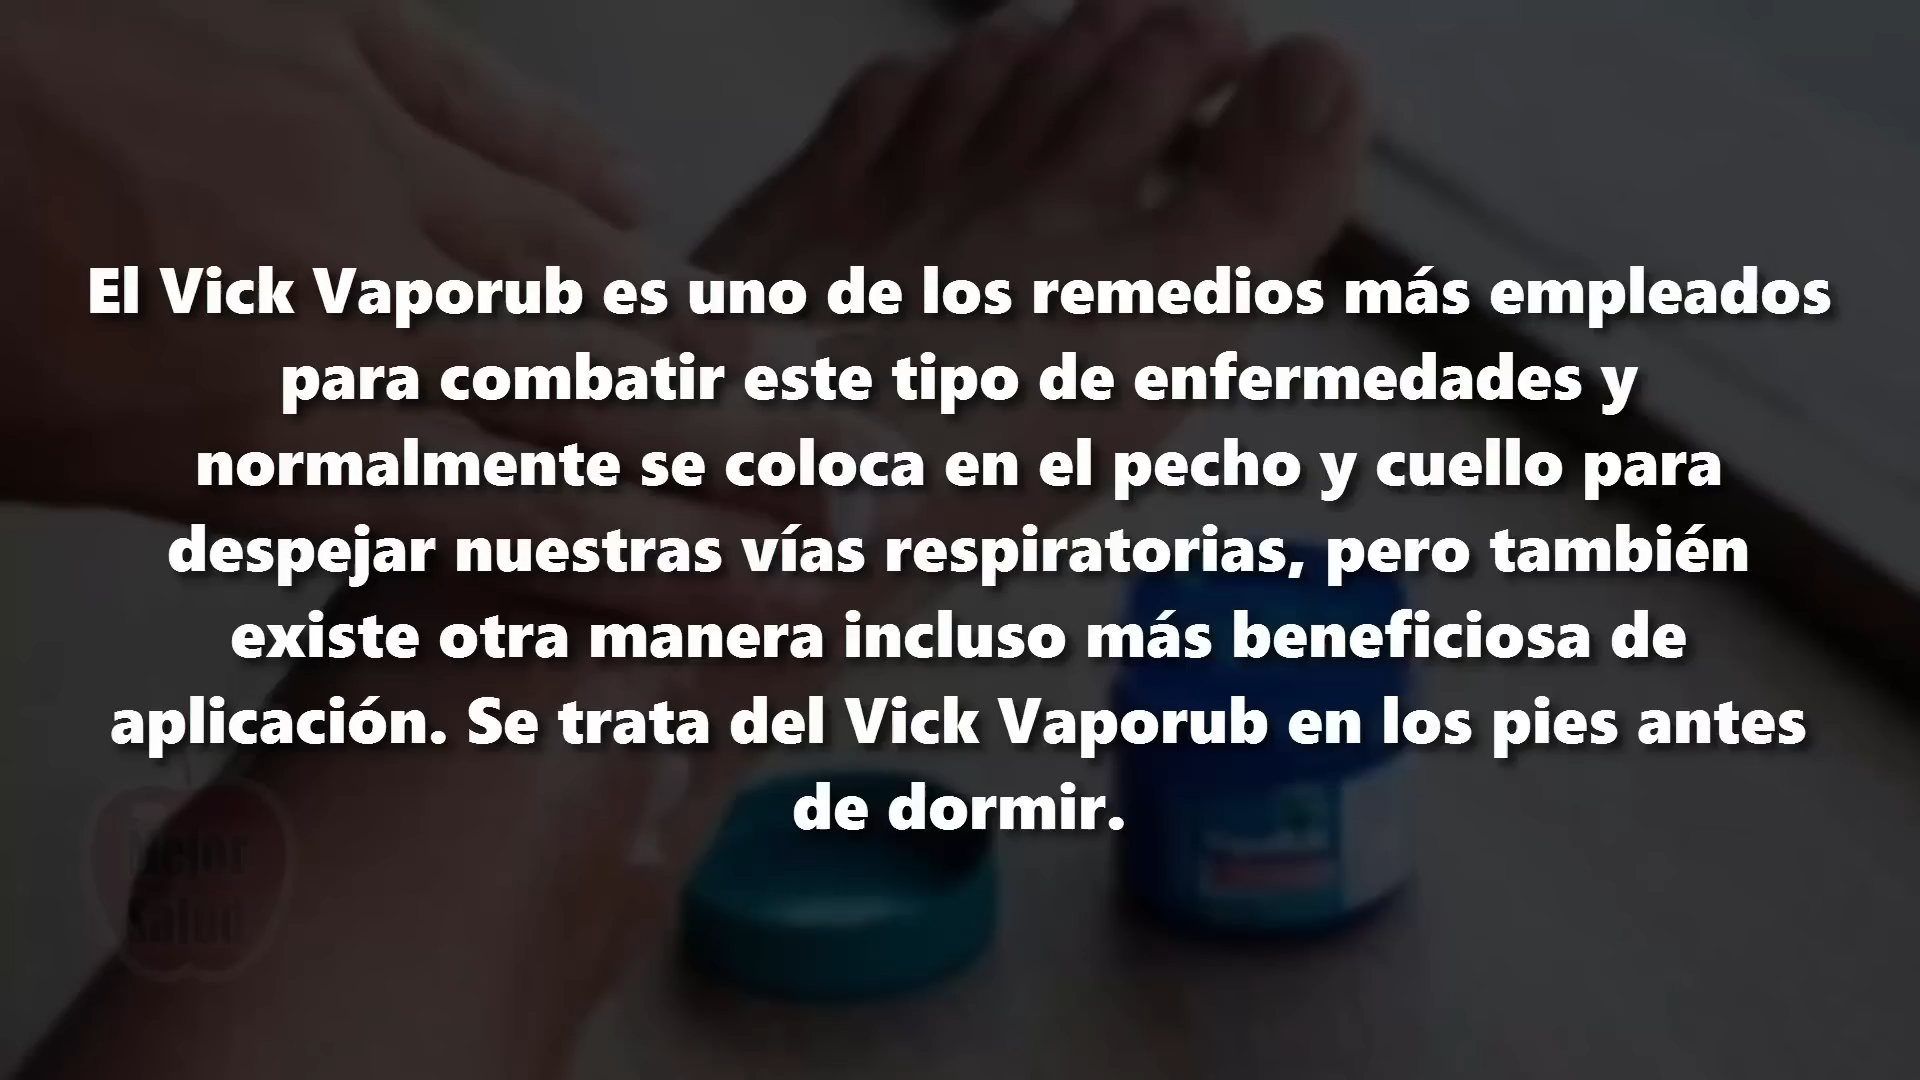 El Vick Vaporub es uno de los remedios más empleados
para combatir este tipo de enfermedades y
normalmente se coloca en el pecho y cuello para
despejar nuestras vías respiratorias, pero también
existe otra manera incluso más beneficiosa de
aplicación. Se trata del Vick Vaporub en los pies antes
de dormir.
Mejor
Salud